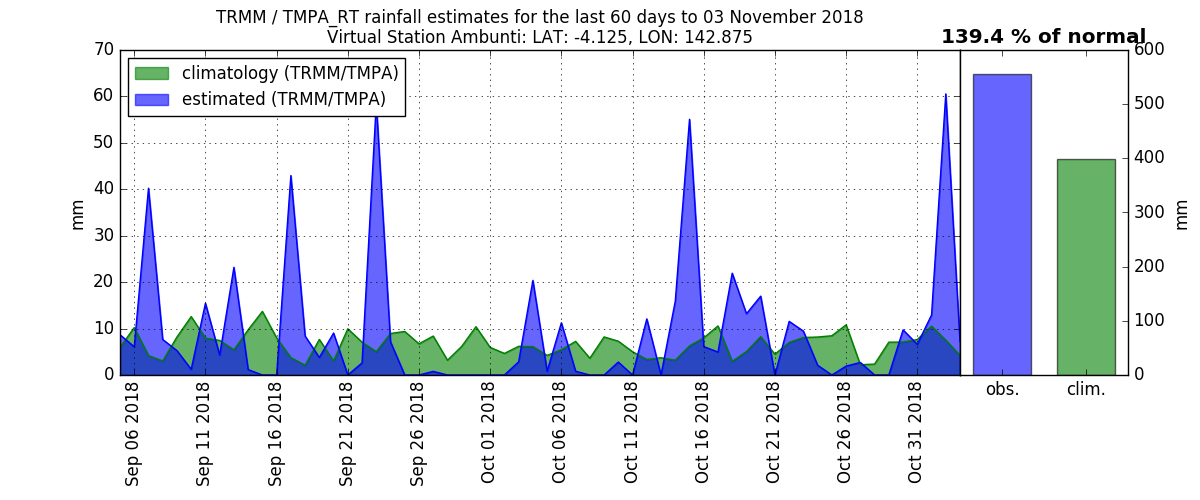 TRMM / TMPA_RT rainfall estimates for the last 60 days to 03 November 2018
Virtual Station Ambunti: LAT: -4.125, LON: 142.875
139.4 % of normal
climatology (TRMM/TMPA)
estimated (TRMM/TMPA)
mm
70
60
50
40
30
20
10
0
Sep 06 2018
Sep 11 2018
Sep 16 2018
Sep 21 2018
Sep 26 2018
Oct 01 2018
Oct 06 2018
Oct 11 2018
Oct 16 2018
Oct 21 2018
Oct 26 2018
Oct 31 2018
obs.
clim.
600
500
400
300
200
100
0
mm